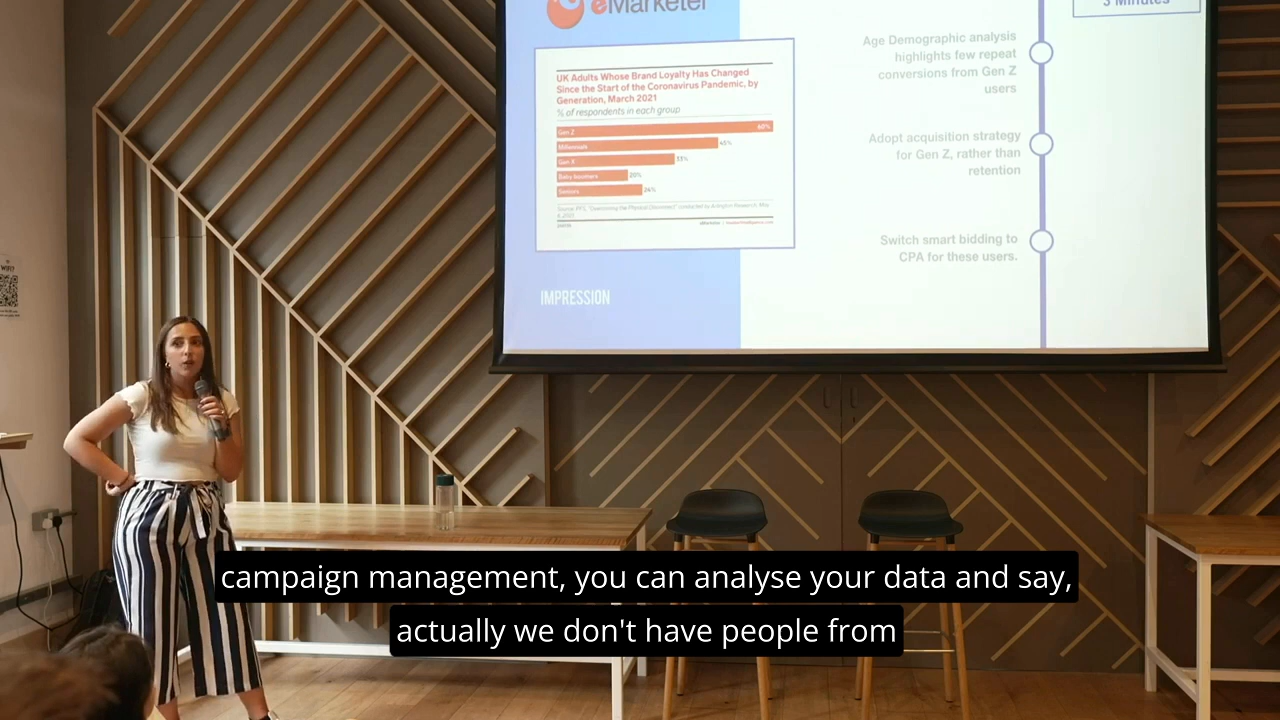 eMarketer
3 Minutes
UK Adults Whose Brand Loyalty Has Changed
Since the Start of the Coronavirus Pandemic, by
Generation, March 2021
% of respondents in each group
Gen Z 60%
Millennials 45%
Gen X 33%
Baby boomers 20%
Seniors 24%
IMPRESSION
Age Demographic analysis
highlights few repeat
conversions from Gen Z
users
Adopt acquisition strategy
for Gen Z, rather than
retention
Switch smart bidding to
CPA for these users.
WIFI
campaign management, you can analyse your data and say,
actually we don't have people from